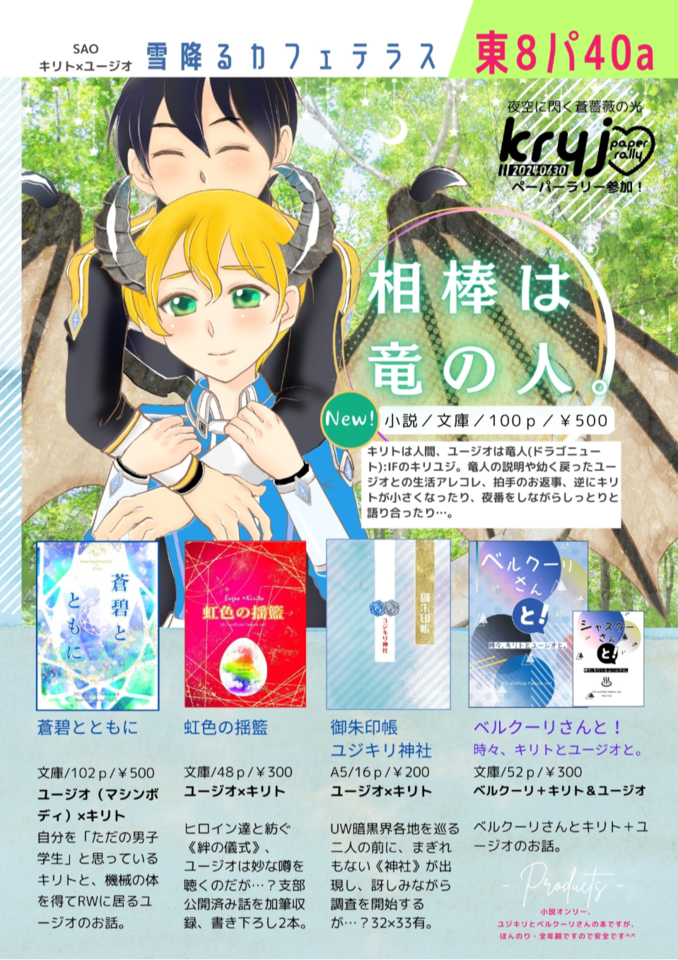 SAO
キリト×ユージオ
雪降るカフェテラス
東8パ40a
夜空に閃く蒼薔薇の光
kryj
paper
rally
20240630
ペーパーラリー参加！
相棒は
竜の人。
New!
小説／文庫／100ｐ／￥500
キリトは人間、ユージオは竜人(ドラゴニュー
ト):IFのキリユジ。竜人の説明や幼く戻ったユー
ジオとの生活アレコレ、拍手のお返事、逆にキリ
トが小さくなったり、夜番をしながらしっとりと
語り合ったり…。
蒼碧と
ともに
Eugeo×Kirito
虹色の揺籃
御朱印帳
ユジキリ神社
ベルクーリ
さん
と！
時々、キリトとユージオと。
シャスター
さん
と！
蒼碧とともに
文庫/102ｐ/￥500
ユージオ（マシンボ
ディ）×キリト
自分を「ただの男子
学生」と思っている
キリトと、機械の体
を得てRWに居るユ
ージオのお話。
虹色の揺籃
文庫/48ｐ/￥300
ユージオ×キリト
ヒロイン達と紡ぐ
《絆の儀式》、
ユージオは妙な噂を
聴くのだが…？支部
公開済み話を加筆収
録、書き下ろし2本。
御朱印帳
ユジキリ神社
A5/16ｐ/￥200
ユージオ×キリト
UW暗黒界各地を巡る
二人の前に、まぎれ
もない《神社》が出
現し、訝しみながら
調査を開始する
が…？32×33有。
ベルクーリさんと！
時々、キリトとユージオと。
文庫/52ｐ/￥300
ベルクーリ＋キリト＆ユージオ
ベルクーリさんとキリト＋ユ
ージオのお話。
- Products -
小説オンリー、
ユジキリとベルクーリさんの本ですが、
ほんのり・全年齢ですので安全です^^